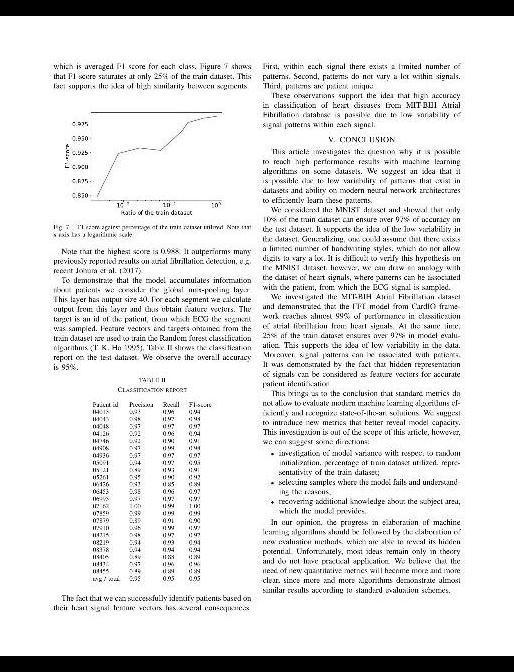 which is averaged F1 score for each class. Figure 7 shows
that F1 score saturates at only 25% of the train dataset. This
fact supports the idea of high similarity between segments.
0.975
0.950
0.925
0.900
0.875
0.850
F1-score
Ratio of the train dataset
Fig. 7. F1 score against percentage of the train dataset utilized. Note that
x-axis has a logarithmic scale.
Note that the highest score is 0.988. It outperforms many
previously reported results on atrial fibrillation detection, e.g.
recent Johura et al. (2017)
To demonstrate that the model accumulates information
about patients we consider the global max-pooling layer.
This layer has output size 40. For each segment we calculate
output from this layer and thus obtain feature vectors. The
target is an id of the patient, from which ECG the segment
was sampled. Feature vectors and targets obtained from the
train dataset are used to train the Random forest classification
algorithms (T. K. Ho 1995). Table II shows the classification
report on the test dataset. We observe the overall accuracy
is 95%.
TABLE II
CLASSIFICATION REPORT
Patient id Precision Recall F1-score
04015 0.93 0.96 0.94
04043 0.98 0.97 0.98
04048 0.97 0.97 0.97
04126 0.92 0.96 0.94
04746 0.92 0.90 0.91
04908 0.97 0.99 0.98
04936 0.97 0.97 0.97
05091 0.94 0.97 0.95
05121 0.89 0.93 0.91
05261 0.95 0.90 0.92
06426 0.93 0.85 0.89
06453 0.98 0.96 0.97
06995 0.97 0.97 0.97
07162 1.00 0.99 1.00
07859 0.99 0.99 0.99
07879 0.89 0.91 0.90
07910 0.96 0.99 0.97
08215 0.98 0.97 0.97
08219 0.94 0.93 0.94
08378 0.94 0.94 0.94
08405 0.89 0.88 0.89
08434 0.97 0.96 0.96
08455 0.89 0.89 0.89
avg / total 0.95 0.95 0.95
The fact that we can successfully identify patients based on
their heart signal feature vectors has several consequences.
First, within each signal there exists a limited number of
patterns. Second, patterns do not vary a lot within signals.
Third, patterns are patient unique.
These observations support the idea that high accuracy
in classification of heart diseases from MIT-BIH Atrial
Fibrillation database is possible due to low variability of
signal patterns within each signal.
V. CONCLUSION
This article investigates the question why it is possible
to reach high performance results with machine learning
algorithms on some datasets. We suggest an idea that it
is possible due to low variability of patterns that exist in
datasets and ability on modern neural network architectures
to efficiently learn these patterns.
We considered the MNIST dataset and showed that only
10% of the train dataset can ensure over 97% of accuracy on
the test dataset. It supports the idea of the low variability in
the dataset. Generalizing, one could assume that there exists
a limited number of handwriting styles, which do not allow
digits to vary a lot. It is difficult to verify this hypothesis on
the MNIST dataset, however, we can draw an analogy with
the dataset of heart signals, where patterns can be associated
with the patient, from which the ECG signal is sampled.
We investigated the MIT-BIH Atrial Fibrillation dataset
and demonstrated that the FFT model from CardIO frame-
work reaches almost 99% of performance in classification
of atrial fibrillation from heart signals. At the same time,
25% of the train dataset ensures over 97% in model evalu-
ation. This supports the idea of low variability in the data.
Moreover, signal patterns can be associated with patients.
It was demonstrated by the fact that hidden representation
of signals can be considered as feature vectors for accurate
patient identification.
This brings us to the conclusion that standard metrics do
not allow to evaluate modern machine learning algorithms ef-
ficiently and recognize state-of-the-art solutions. We suggest
to introduce new metrics that better reveal model capacity.
This investigation is out of the scope of this article, however,
we can suggest some directions:
• investigation of model variance with respect to random
initialization, percentage of train dataset utilized, repre-
sentativity of the train dataset;
• selecting samples where the model fails and understand-
ing the reasons;
• recovering additional knowledge about the subject area,
which the model provides.
In our opinion, the progress in elaboration of machine
learning algorithms should be followed by the elaboration of
new evaluation methods, which are able to reveal its hidden
potential. Unfortunately, most ideas remain only in theory
and do not have practical application. We believe that the
need of new quantitative metrics will become more and more
clear, since more and more algorithms demonstrate almost
similar results according to standard evaluation schemes.